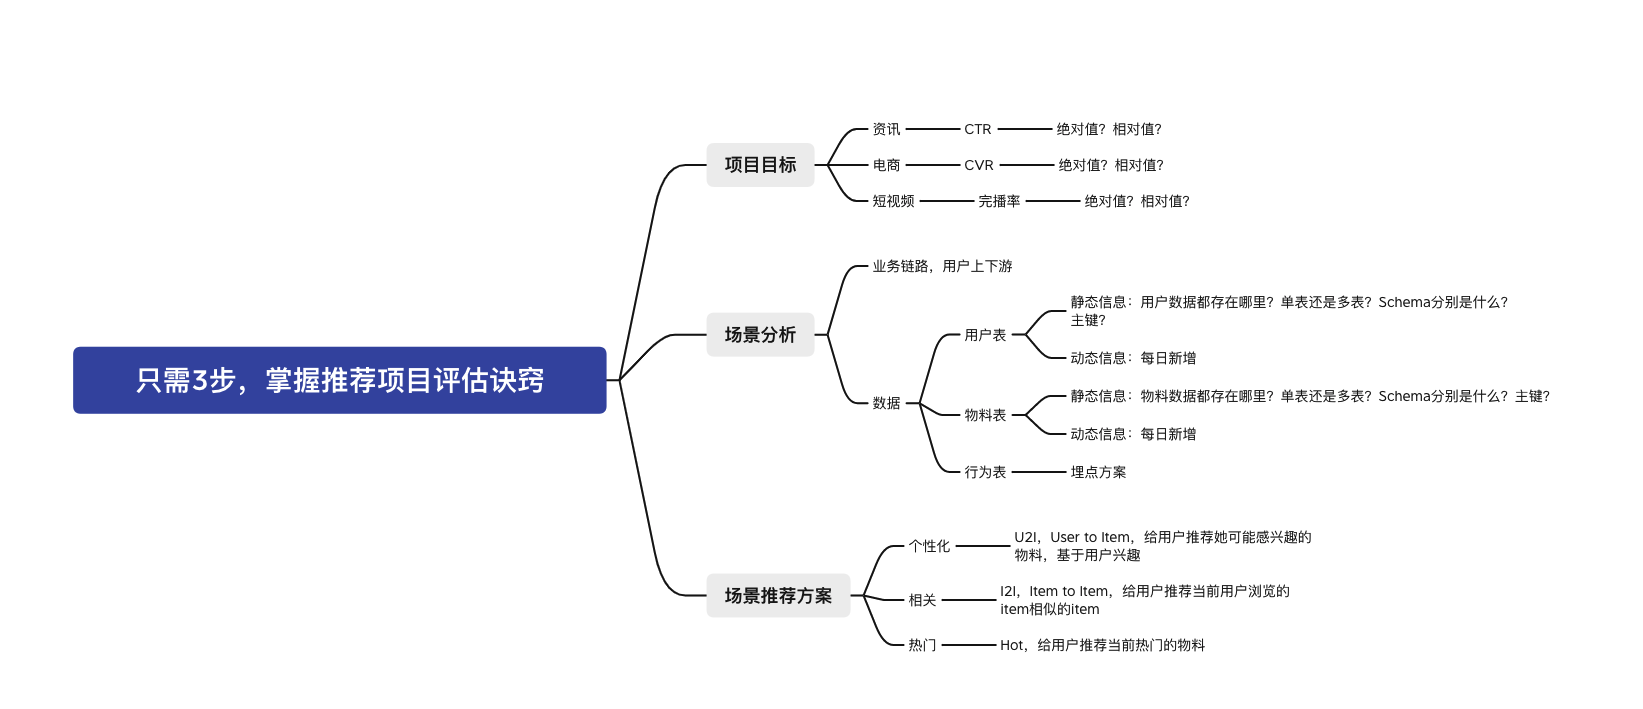 只需3步，掌握推荐项目评估诀窍
项目目标
资讯
CTR
绝对值？相对值？
电商
CVR
绝对值？相对值？
短视频
完播率
绝对值？相对值？
场景分析
业务链路，用户上下游
数据
用户表
静态信息：用户数据都存在哪里？单表还是多表？Schema分别是什么？
主键？
动态信息：每日新增
物料表
静态信息：物料数据都存在哪里？单表还是多表？Schema分别是什么？主键？
动态信息：每日新增
行为表
埋点方案
场景推荐方案
个性化
U2I，User to Item，给用户推荐她可能感兴趣的
物料，基于用户兴趣
相关
I2I，Item to Item，给用户推荐当前用户浏览的
item相似的item
热门
Hot，给用户推荐当前热门的物料